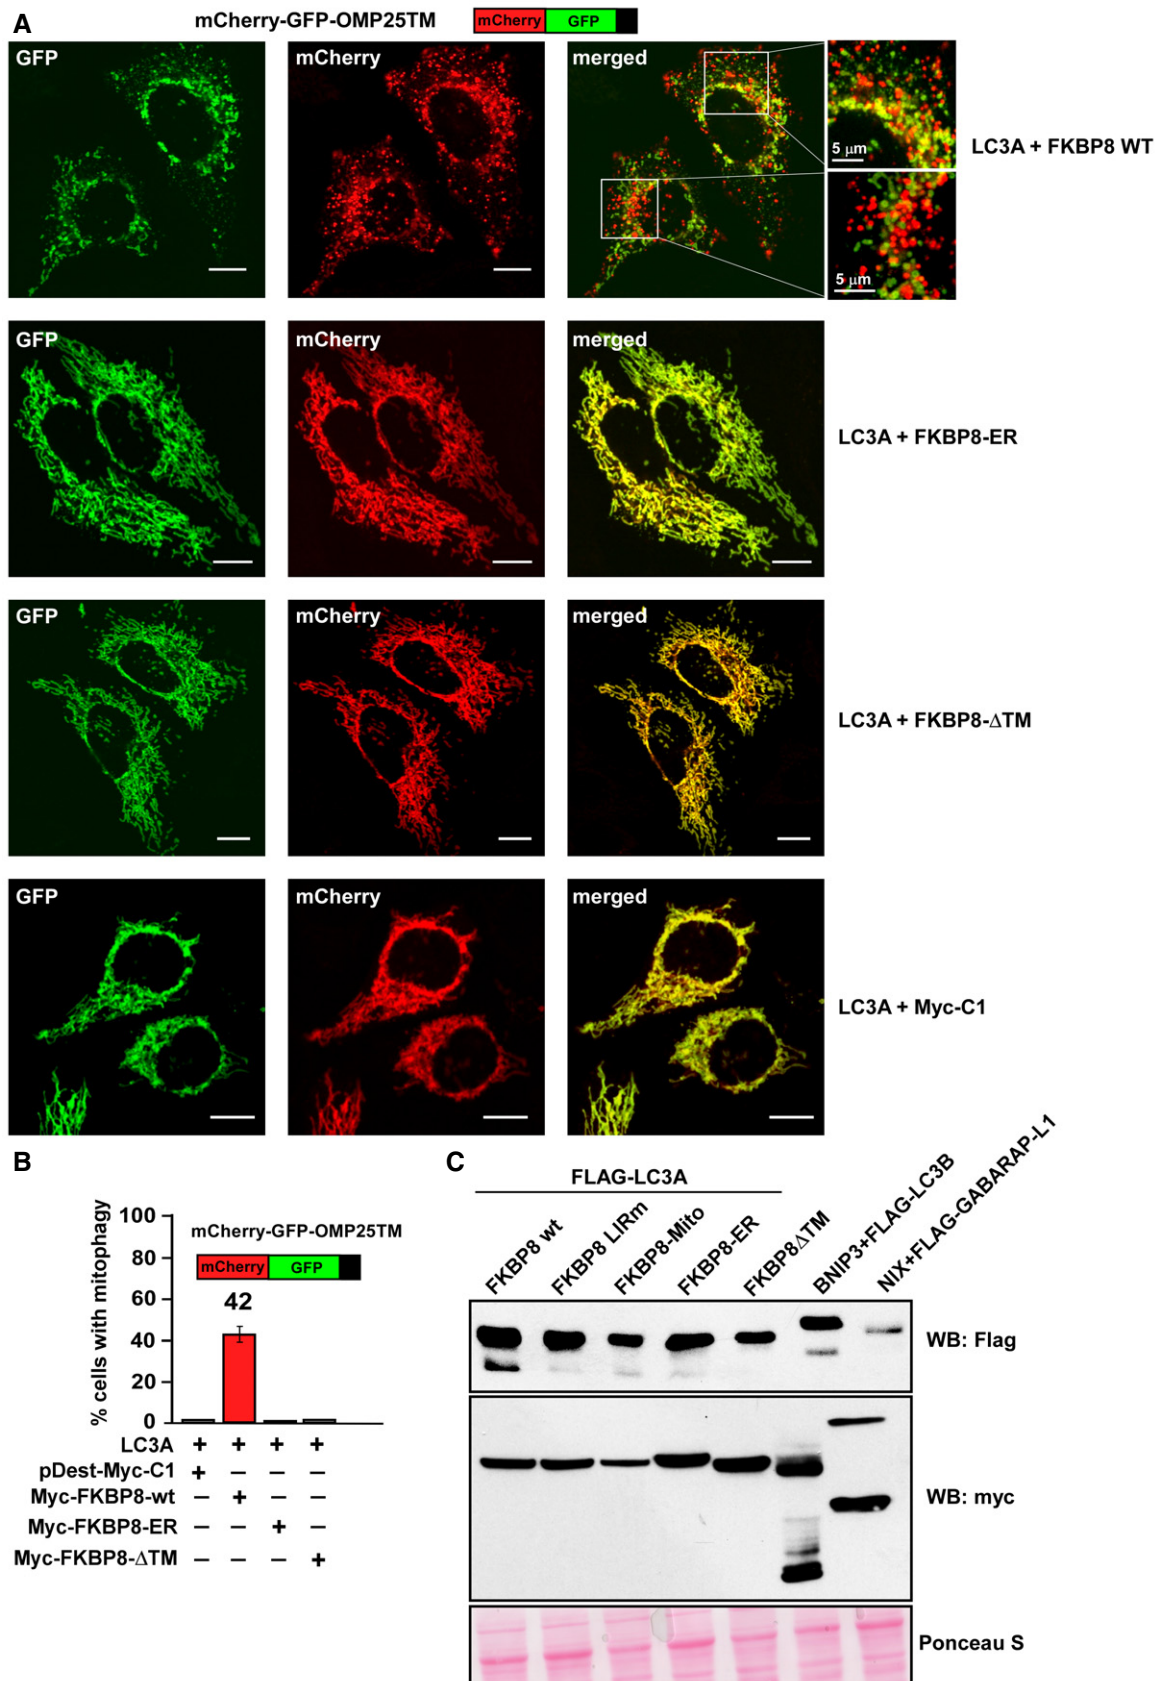 A
mCherry-GFP-OMP25TM mCherry GFP
GFP mCherry merged
5 µm
LC3A + FKBP8 WT
5 µm
GFP mCherry merged
LC3A + FKBP8-ER
GFP mCherry merged
LC3A + FKBP8-ΔTM
GFP mCherry merged
LC3A + Myc-C1
B
% cells with mitophagy
100
80
60
40
20
0
mCherry-GFP-OMP25TM
mCherry GFP
42
LC3A + + + +
pDest-Myc-C1 + – – –
Myc-FKBP8-wt – + – –
Myc-FKBP8-ER – – + –
Myc-FKBP8-ΔTM – – – +
C
FLAG-LC3A
FKBP8 wt
FKBP8 LIRm
FKBP8-Mito
FKBP8-ER
FKBP8ΔTM
BNIP3+FLAG-LC3B
NIX+FLAG-GABARAP-L1
WB: Flag
WB: myc
Ponceau S